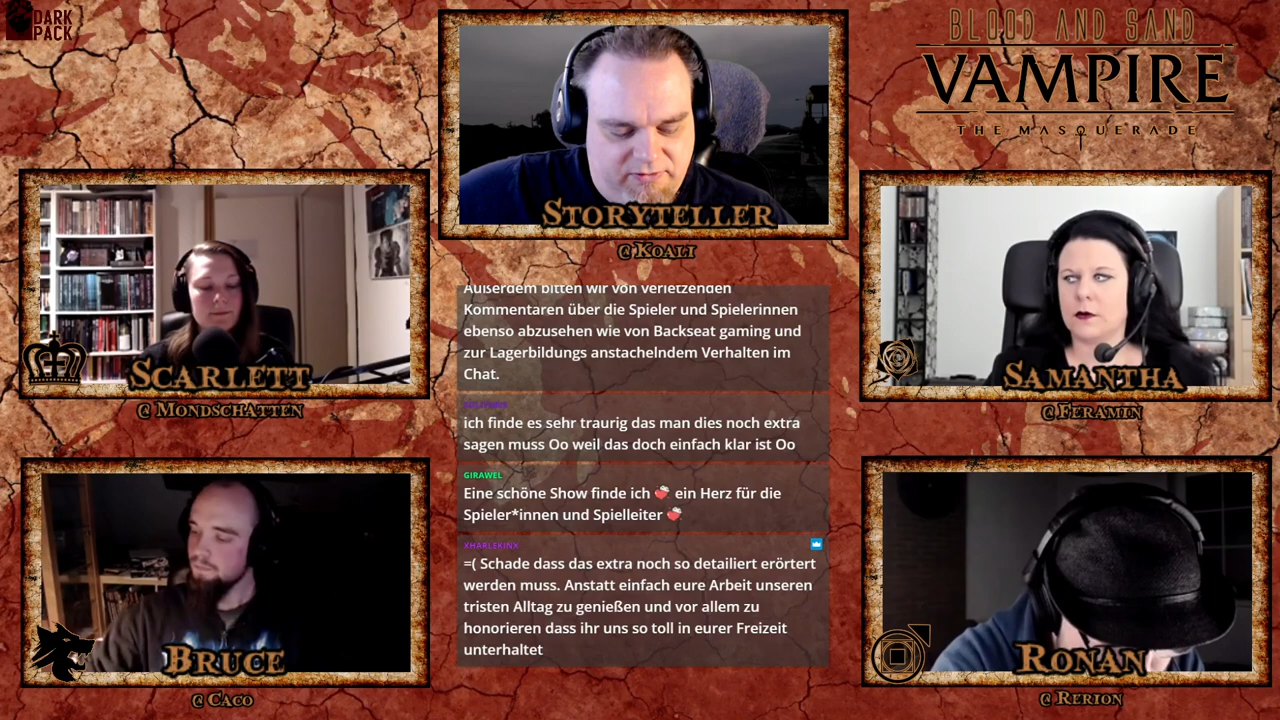 DARK
PACK
BLOOD AND SAND
VAMPIRE
THE MASQUERADE
STORYTELLER
@ KOALI
SCARLETT
@ MONDSCHATTEN
SAMANTHA
@ FERAMIN
Außerdem bitten wir von verletzenden
Kommentaren über die Spieler und Spielerinnen
ebenso abzusehen wie von Backseat gaming und
zur Lagerbildungs anstachelndem Verhalten im
Chat.
ich finde es sehr traurig das man dies noch extra
sagen muss Oo weil das doch einfach klar ist Oo
GIRAWEL
Eine schöne Show finde ich 💝 ein Herz für die
Spieler*innen und Spielleiter 💝
XHARLEKINX
=( Schade dass das extra noch so detailiert erörtert
werden muss. Anstatt einfach eure Arbeit unseren
tristen Alltag zu genießen und vor allem zu
honorieren dass ihr uns so toll in eurer Freizeit
unterhaltet
BRUCE
@ CACO
RONAN
@ RERION